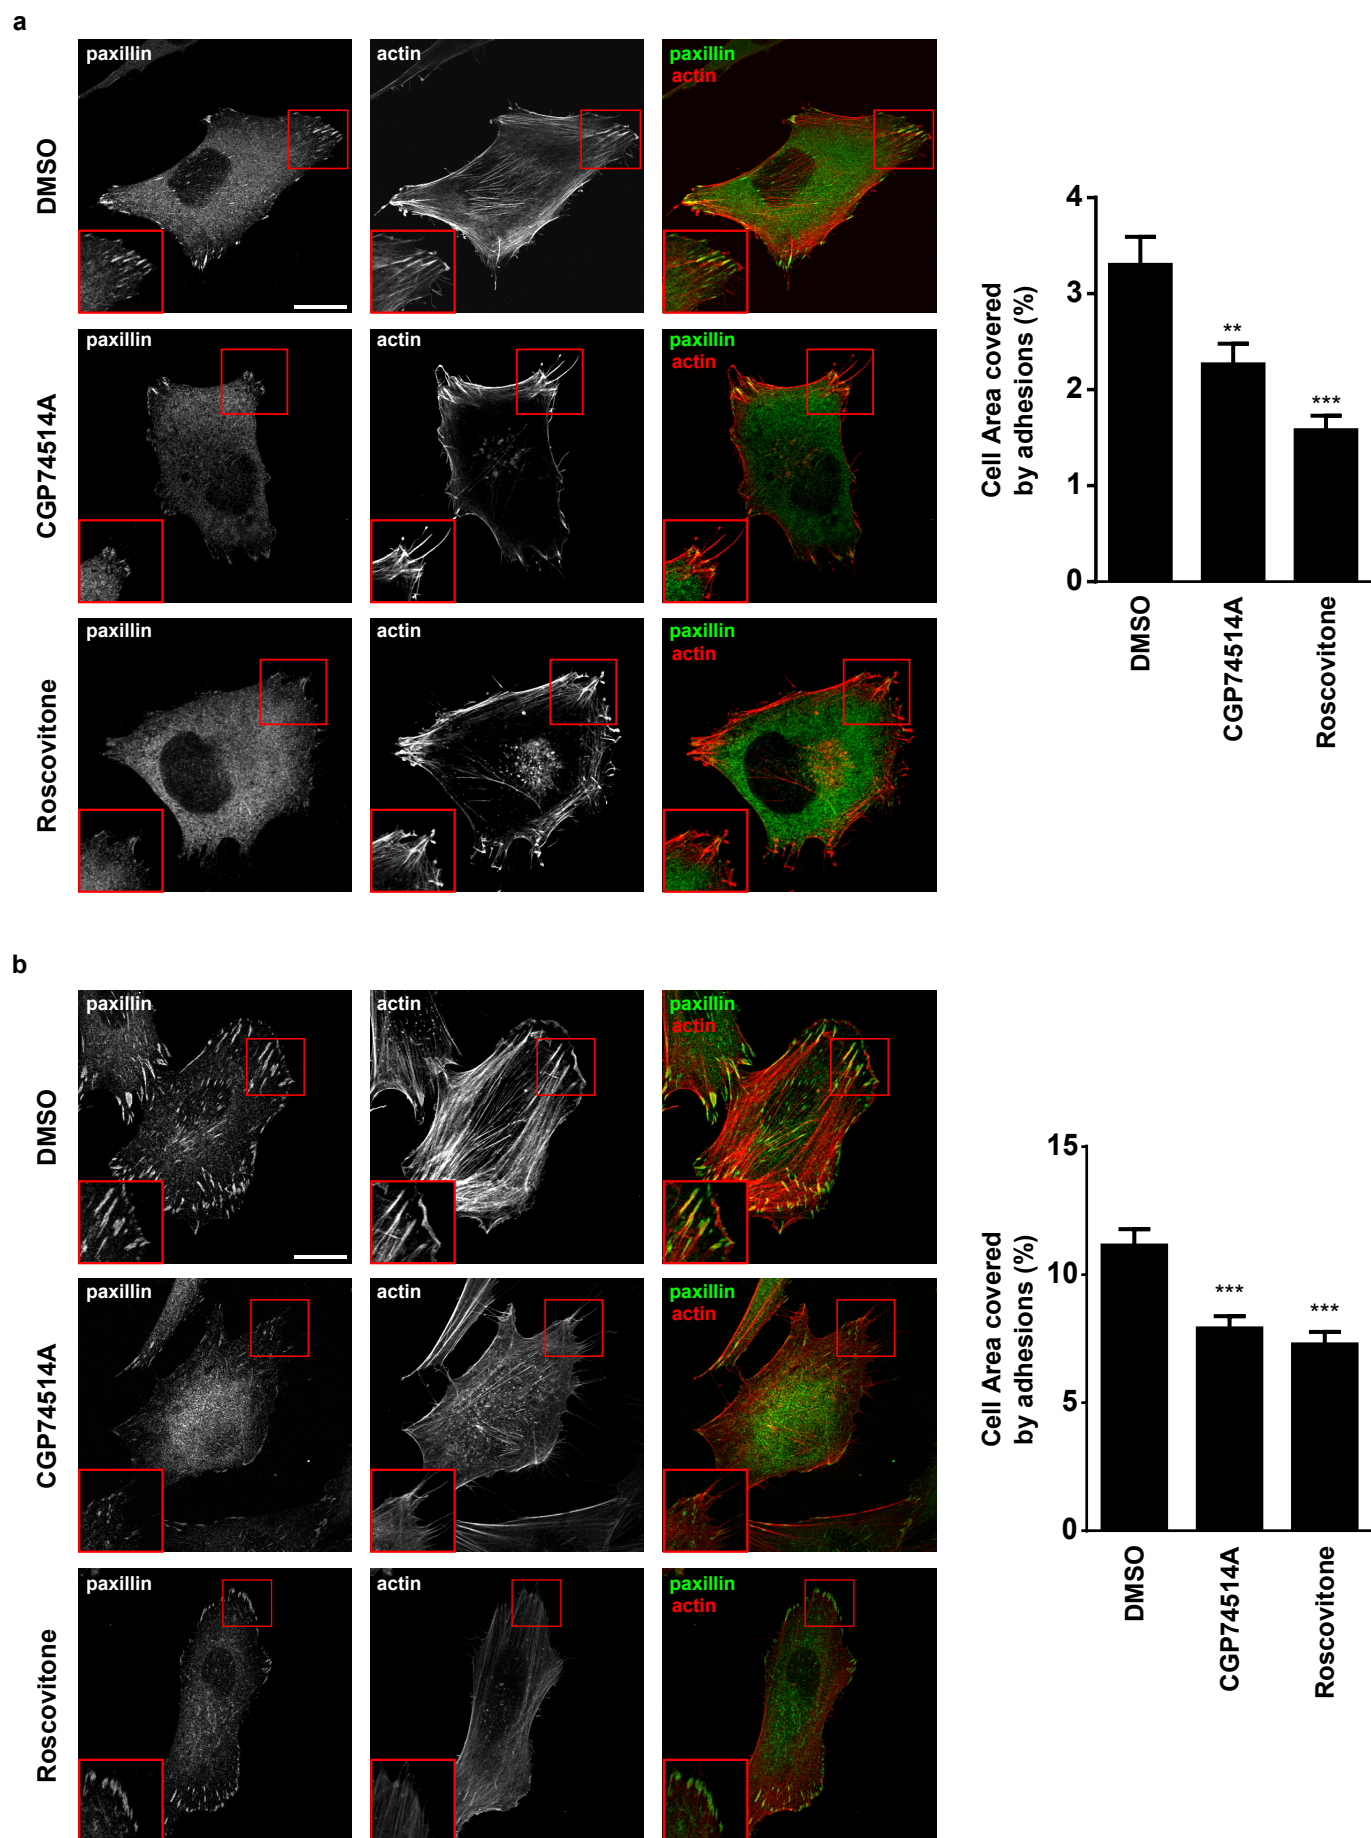 a
DMSO
paxillin
actin
paxillin
actin
CGP74514A
paxillin
actin
paxillin
actin
Roscovitone
paxillin
actin
paxillin
actin
Cell Area covered
by adhesions (%)
4
3
2
1
0
**
***
DMSO
CGP74514A
Roscovitone
b
DMSO
paxillin
actin
paxillin
actin
CGP74514A
paxillin
actin
paxillin
actin
Roscovitone
paxillin
actin
paxillin
actin
Cell Area covered
by adhesions (%)
15
10
5
0
***
***
DMSO
CGP74514A
Roscovitone